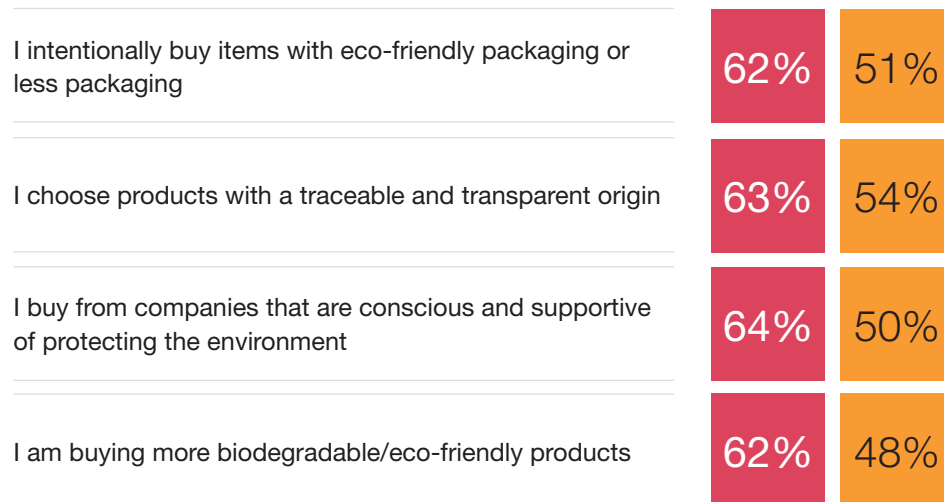 I intentionally buy items with eco-friendly packaging or
less packaging
62% 51%
I choose products with a traceable and transparent origin
63% 54%
I buy from companies that are conscious and supportive
of protecting the environment
64% 50%
I am buying more biodegradable/eco-friendly products
62% 48%